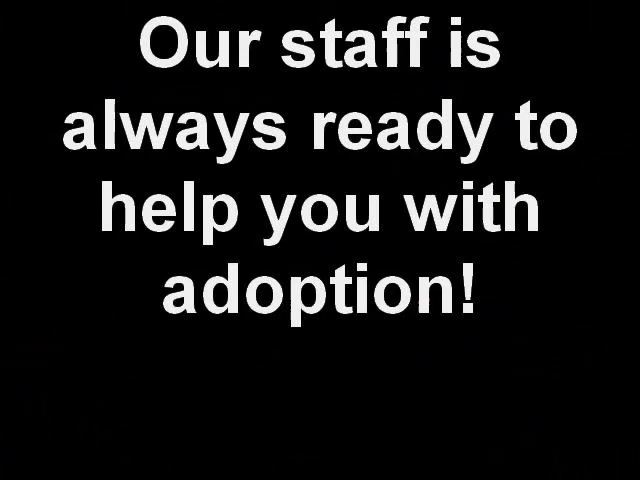 Our staff is
always ready to
help you with
adoption!